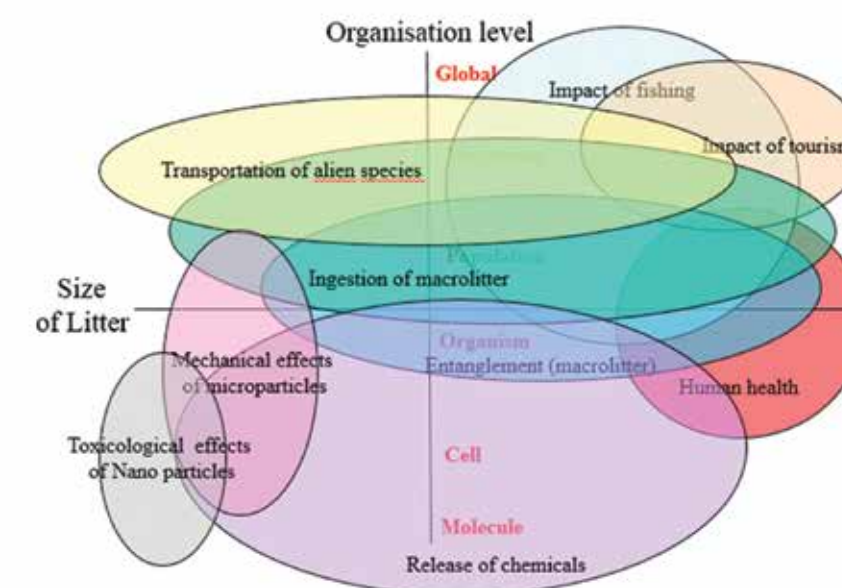 Organisation level
Global
Impact of fishing
Impact of tourism
Transportation of alien species
Population
Ingestion of macrolitter
Size
of Litter
Organism
Entanglement (macrolitter)
Mechanical effects
of microparticles
Human health
Toxicological effects
of Nano particles
Cell
Molecule
Release of chemicals